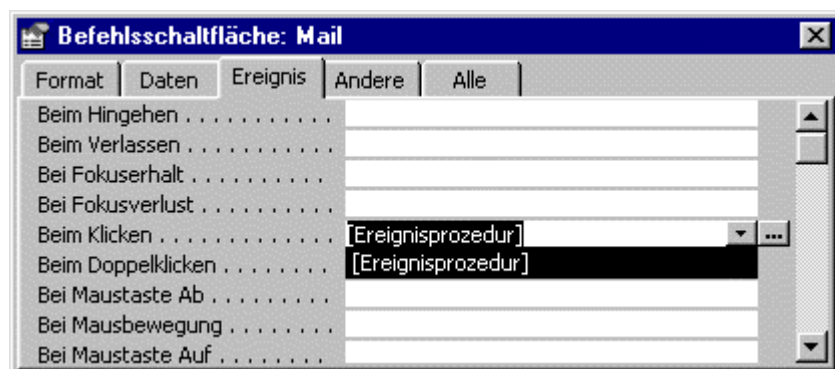 Befehlsschaltfläche: Mail
Format Daten Ereignis Andere Alle
Beim Hingehen . . . . . . . . . . .
Beim Verlassen . . . . . . . . . . .
Bei Fokuserhalt . . . . . . . . . .
Bei Fokusverlust . . . . . . . . . .
Beim Klicken . . . . . . . . . . . . [Ereignisprozedur] ...
Beim Doppelklicken . . . . . . . [Ereignisprozedur]
Bei Maustaste Ab . . . . . . . . .
Bei Mausbewegung . . . . . . .
Bei Maustaste Auf . . . . . . . .